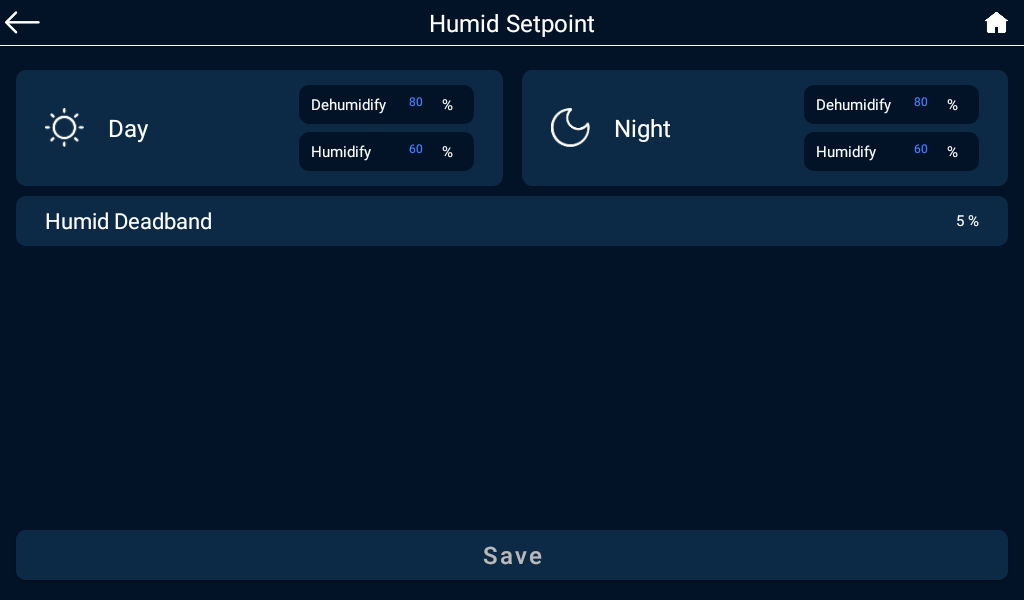 Humid Setpoint
Day
Dehumidify 80 %
Humidify 60 %
Night
Dehumidify 80 %
Humidify 60 %
Humid Deadband 5 %
Save